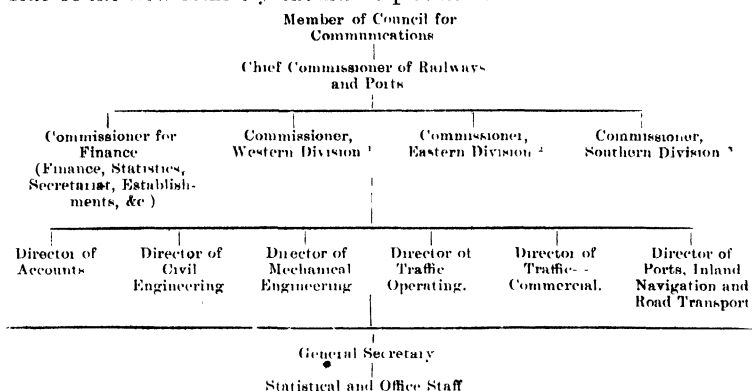 Member of Council for
Communications
Chief Commissioner of Railways
and Ports
Commissioner for
Finance
(Finance, Statistics,
Secretariat, Establish-
ments, &c )
Commissioner,
Western Division ¹
Commissioner,
Eastern Division ²
Commissioner,
Southern Division ³
Director of
Accounts
Director of
Civil
Engineering
Director of
Mechanical
Engineering
Director of
Traffic
Operating.
Director of
Traffic--
Commercial.
Director of
Ports, Inland
Navigation and
Road Transport
General Secretary
Statistical and Office Staff